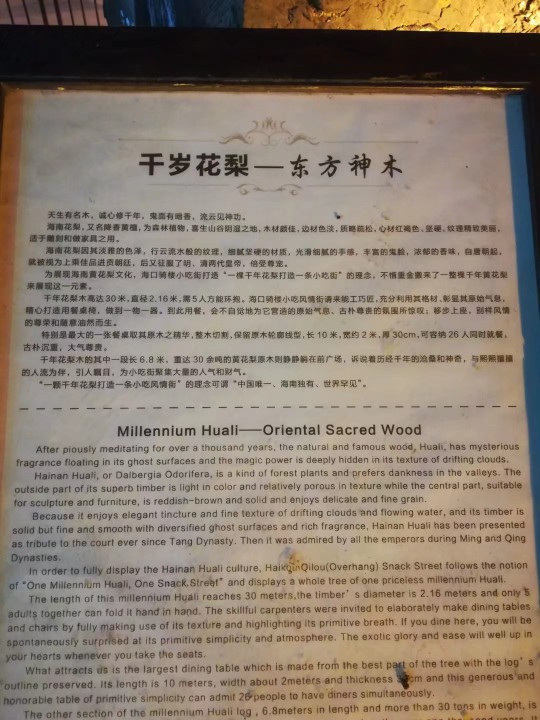 千岁花梨—东方神木
天生有名木，诚心修千年，鬼面有暗香，流云见神功。
海南花梨，又名降香黄檀，为森林植物，喜生山谷阴湿之地，木材颇佳，边材色淡，质略疏松，心材红褐色，坚硬，纹理精致美丽，
适于雕刻和做家具之用。
海南花梨因其淡雅的色泽，行云流水般的纹理，细腻坚硬的材质，光滑细腻的手感，丰富的鬼脸，浓郁的香味，自唐朝起，
就被视为上乘佳品进贡朝廷，后又征服了明、清两代皇帝，倍受尊宠。
为展现海南黄花梨文化，海口骑楼小吃街打造“一棵千年花梨打造一条小吃街”的理念，不惜重金搬来了一整棵千年黄花梨
来展现这一元素。
千年花梨木高达30米，直径2.16米，需5人方能环抱。海口骑楼小吃风情街请来能工巧匠，充分利用其格材，彰显其原始气息，
精心打造用餐桌椅，做到一物一器。到此用餐，会不自觉地为它营造的原始气息、古朴尊贵的氛围所惊叹；移步上座，别样风情
的尊荣和随意油然而生。
特别是最大的一张餐桌取其原木之精华，整木切割，保留原木轮廓线型，长10米，宽约2米，厚30cm，可容纳26人同时就餐，
古朴沉重，大气尊贵。
千年花梨木的其中一段长6.8米，重达30余吨的黄花梨原木则静静躺在前广场，诉说着历经千年的沧桑和神奇，与熙熙攘攘
的人流为伴，引人瞩目，为小吃街聚集大量的人气和财气。
“一颗千年花梨打造一条小吃风情街”的理念可谓“中国唯一、海南独有、世界罕见”。
Millennium Huali—Oriental Sacred Wood
After piously meditating for over a thousand years, the natural and famous wood, Huali, has mysterious
fragrance floating in its ghost surfaces and the magic power is deeply hidden in its texture of drifting clouds.
Hainan Huali, or Dalbergia Odorifera, is a kind of forest plants and prefers dankness in the valleys. The
outside part of its superb timber is light in color and relatively porous in texture while the central part, suitable
for sculpture and furniture, is reddish-brown and solid and enjoys delicate and fine grain.
Because it enjoys elegant tincture and fine texture of drifting clouds and flowing water, and its timber is
solid but fine and smooth with diversified ghost surfaces and rich fragrance, Hainan Huali has been presented
as tribute to the court ever since Tang Dynasty. Then it was admired by all the emperors during Ming and Qing
Dynasties.
In order to fully display the Hainan Huali culture, Haikou Qilou(Overhang) Snack Street follows the notion
of “One Millennium Huali, One Snack Street” and displays a whole tree of one priceless millennium Huali.
The length of this millennium Huali reaches 30 meters,the timber's diameter is 2.16 meters and only 5
adults together can fold it hand in hand. The skillful carpenters were invited to elaborately make dining tables
and chairs by fully making use of its texture and highlighting its primitive breath. If you dine here, you will be
spontaneously surprised at its primitive simplicity and atmosphere. The exotic glory and ease will well up in
your hearts whenever you take the seats.
What attracts us is the largest dining table which is made from the best part of the tree with the log's
outline preserved. Its length is 10 meters, width about 2meters and thickness cm and this generous and
honorable table of primitive simplicity can admit 26 people to have diners simultaneously.
The other section of the millennium Huali log , 6.8meters in length and more than 30 tons in weight, is